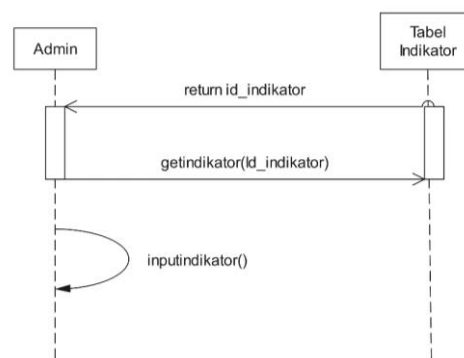 Admin
Tabel
Indikator
return id_indikator
getindikator(Id_indikator)
inputindikator()